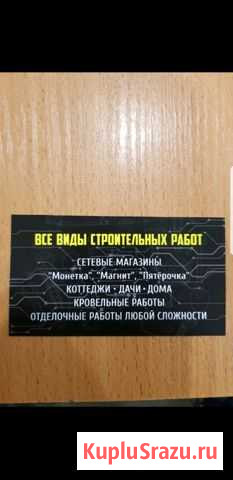 ВСЕ ВИДЫ СТРОИТЕЛЬНЫХ РАБОТ
СЕТЕВЫЕ МАГАЗИНЫ
"Монетка", "Магнит", "Пятёрочка"
КОТТЕДЖИ - ДАЧИ - ДОМА
КРОВЕЛЬНЫЕ РАБОТЫ
ОТДЕЛОЧНЫЕ РАБОТЫ ЛЮБОЙ СЛОЖНОСТИ
KupluSrazu.ru